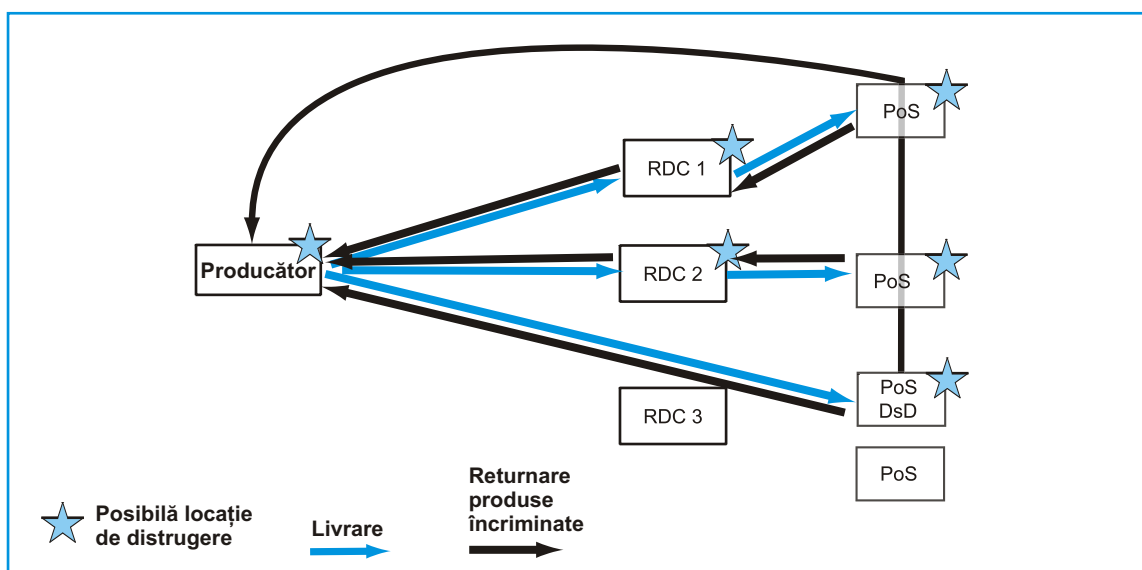 PoS
RDC 1
Producător
RDC 2
PoS
PoS
DsD
RDC 3
PoS
Posibilă locație
de distrugere
Livrare
Returnare
produse
încriminate